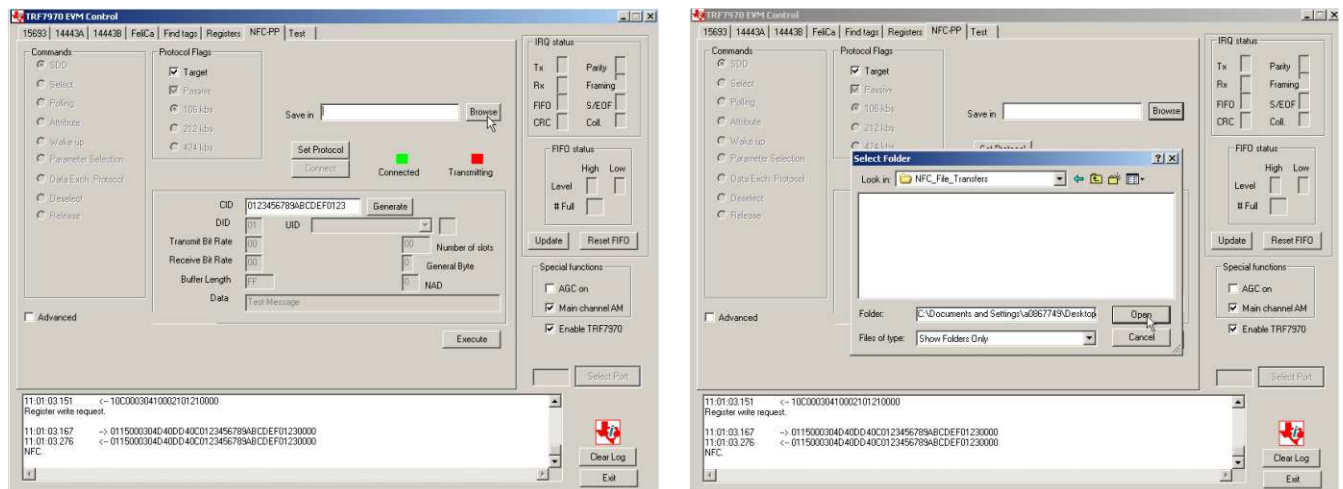 TRF7970 EVM Control
15693 14443A 14443B FeliCa Find tags Registers NFC-PP Test
Commands
SDD
Select
Polling
Attribute
Wake up
Parameter Selection
Data Exch. Protocol
Deselect
Release
Advanced
Protocol Flags
Target
Passive
106 kbs
212 kbs
424 kbs
Save in
Browse
Set Protocol
Connect
Connected
Transmitting
CID 0123456789ABCDEF0123 Generate
DID 01 UID
Transmit Bit Rate 00 00 Number of slots
Receive Bit Rate 00 0 General Byte
Buffer Length FF 0 NAD
Data Test Message
Execute
IRQ status
Tx Parity
Rx Framing
FIFO S/EOF
CRC Coll.
FIFO status
High Low
Level
# Full
Update Reset FIFO
Special functions
AGC on
Main channel AM
Enable TRF7970
Select Port
11:01:03.151 <-- 10C00030410002101210000
Register write request.
11:01:03.167 --> 0115000304D40DD40C0123456789ABCDEF01230000
11:01:03.276 <-- 0115000304D40DD40C0123456789ABCDEF01230000
NFC.
Clear Log
Exit
TRF7970 EVM Control
15693 14443A 14443B FeliCa Find tags Registers NFC-PP Test
Commands
SDD
Select
Polling
Attribute
Wake up
Parameter Selection
Data Exch. Protocol
Deselect
Release
Advanced
Protocol Flags
Target
Passive
106 kbs
212 kbs
424 kbs
Save in
Browse
Select Folder
Look in: NFC_File_Transfers
Folder: C:\Documents and Settings\a0867749\Desktop
Open
Files of type: Show Folders Only
Cancel
IRQ status
Tx Parity
Rx Framing
FIFO S/EOF
CRC Coll.
FIFO status
High Low
Level
# Full
Update Reset FIFO
Special functions
AGC on
Main channel AM
Enable TRF7970
Select Port
11:01:03.151 <-- 10C00030410002101210000
Register write request.
11:01:03.167 --> 0115000304D40DD40C0123456789ABCDEF01230000
11:01:03.276 <-- 0115000304D40DD40C0123456789ABCDEF01230000
NFC.
Clear Log
Exit